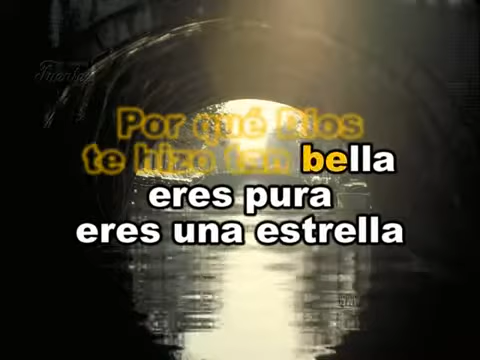 Por qué Dios
te hizo tan bella
eres pura
eres una estrella